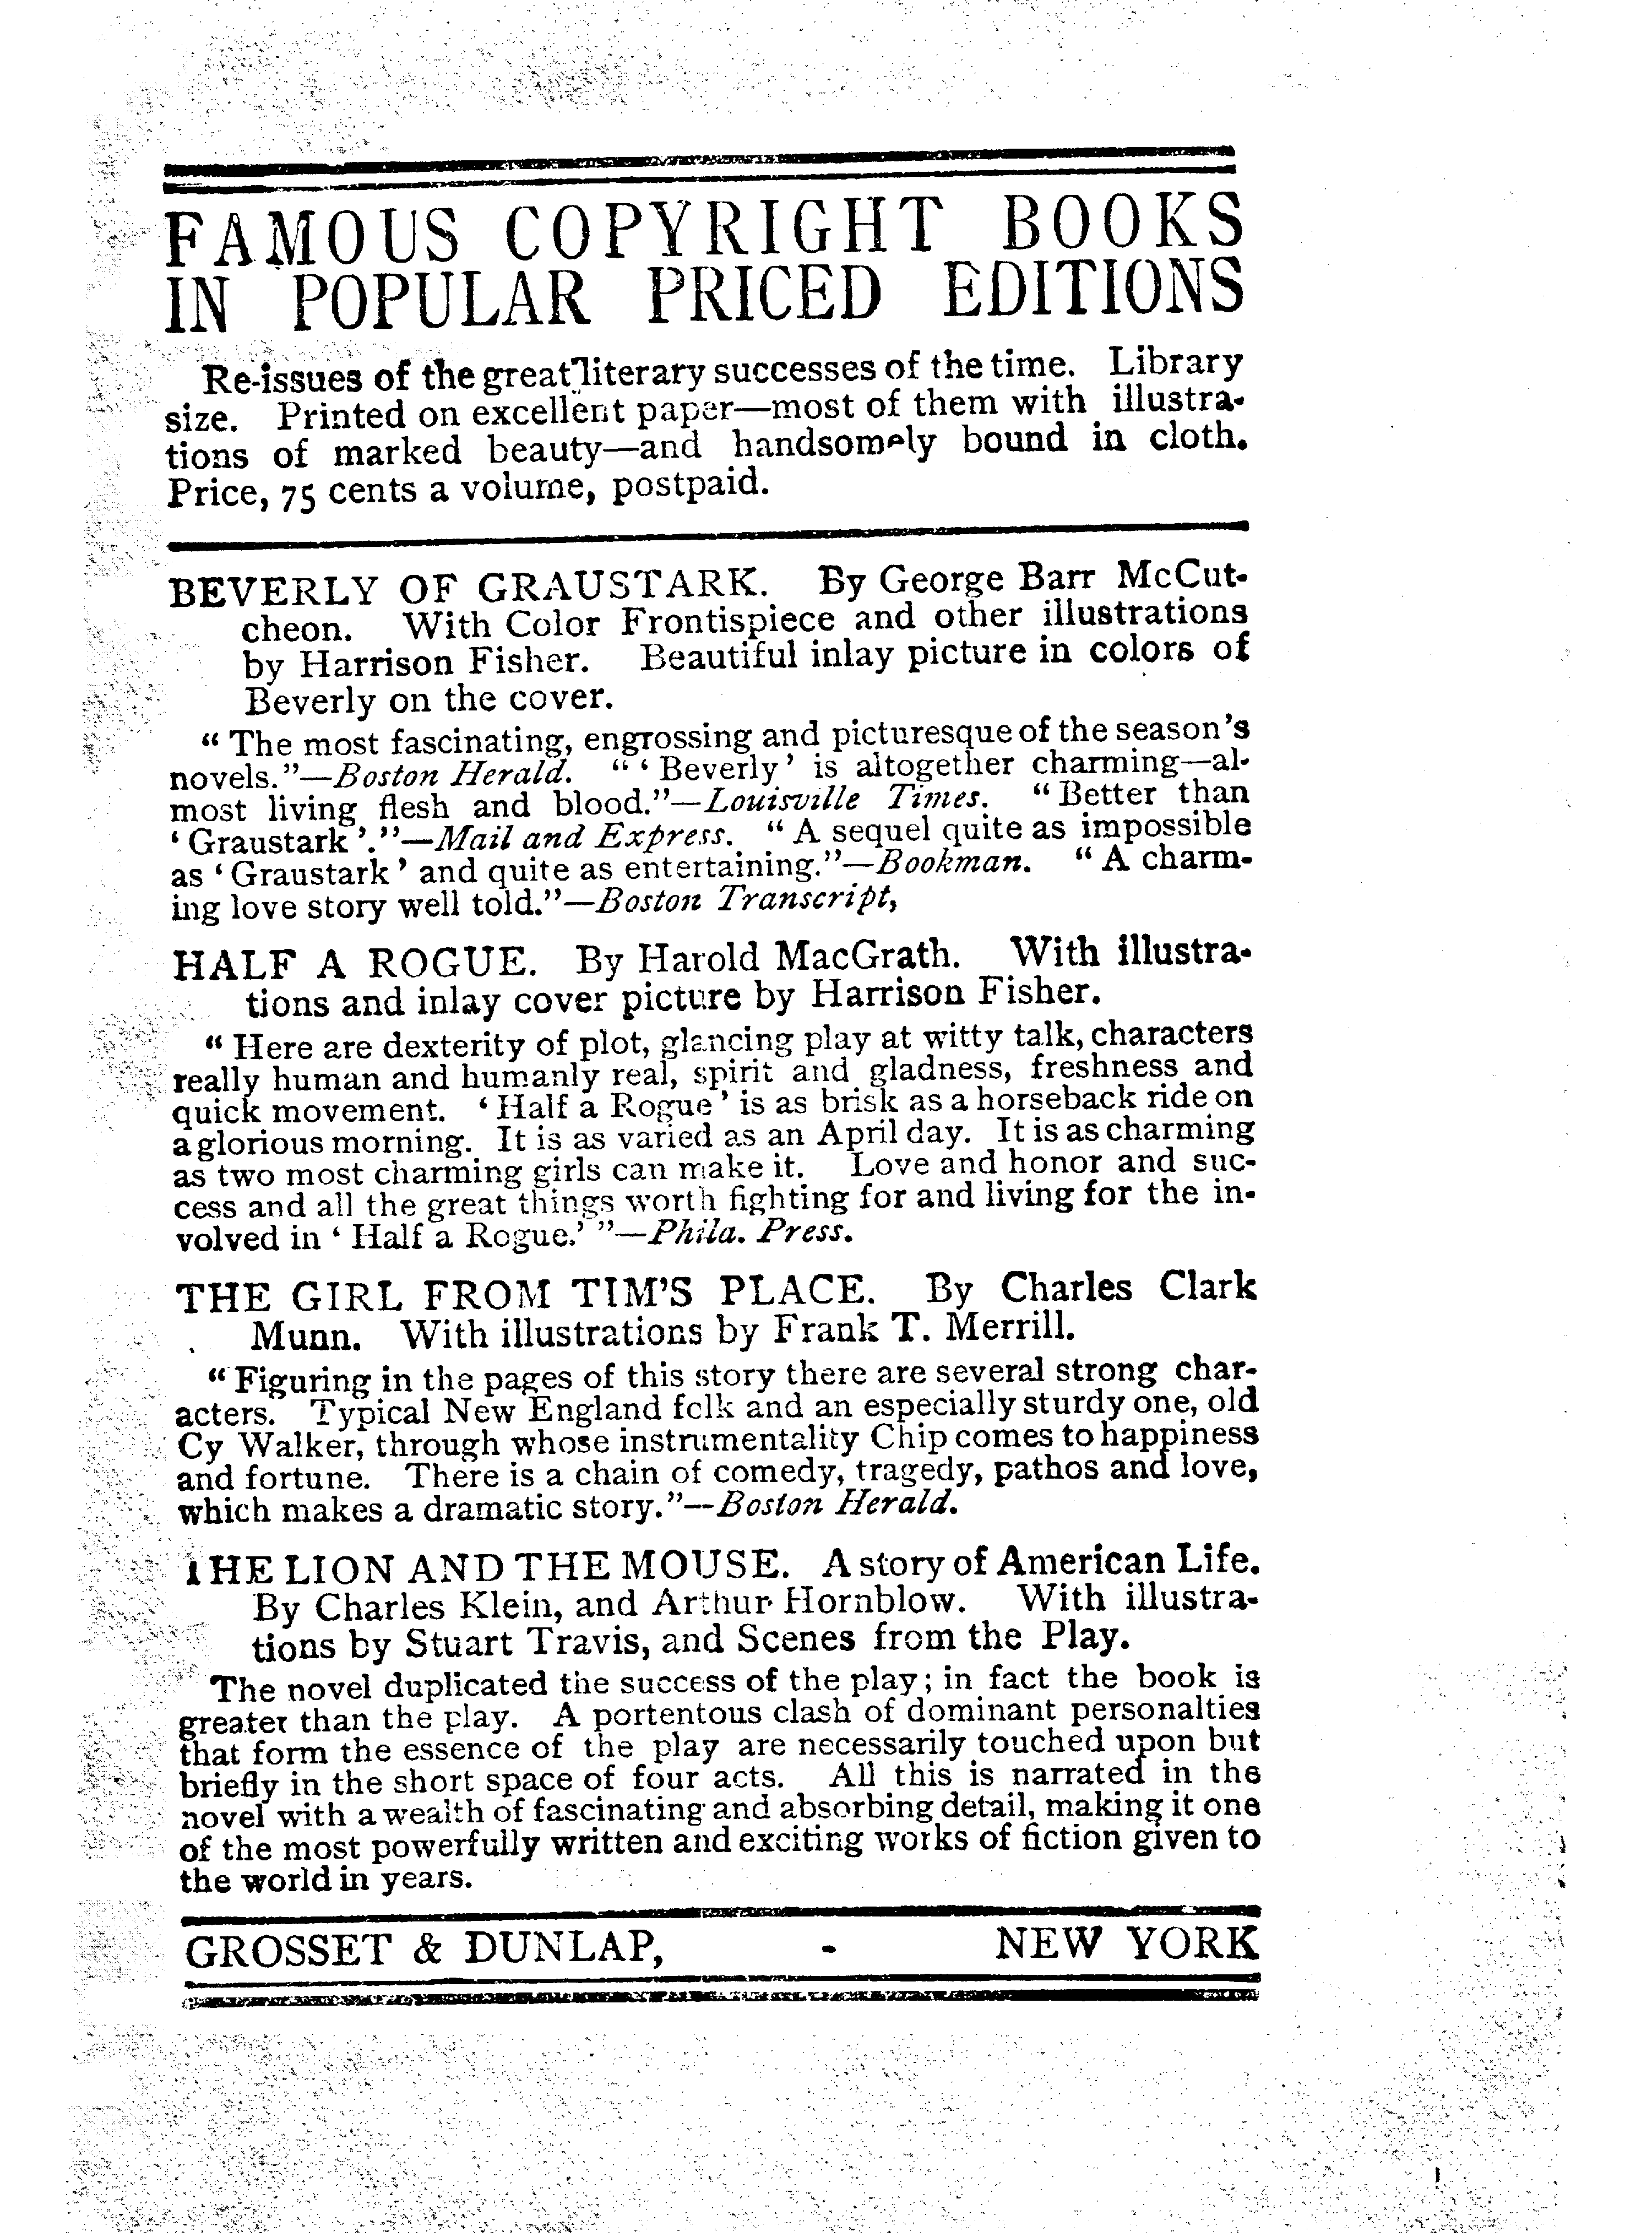 FAMOUS COPYRIGHT BOOKS
IN POPULAR PRICED EDITIONS
Re-issues of the great literary successes of the time. Library
size. Printed on excellent paper—most of them with illustra-
tions of marked beauty—and handsomely bound in cloth.
Price, 75 cents a volume, postpaid.
BEVERLY OF GRAUSTARK. By George Barr McCut-
cheon. With Color Frontispiece and other illustrations
by Harrison Fisher. Beautiful inlay picture in colors of
Beverly on the cover.
“ The most fascinating, engrossing and picturesque of the season’s
novels.”—Boston Herald. “ ‘ Beverly ’ is altogether charming—al-
most living flesh and blood.”—Louisville Times. “ Better than
‘ Graustark ’.”—Mail and Express. “ A sequel quite as impossible
as ‘ Graustark ’ and quite as entertaining.”—Bookman. “ A charm-
ing love story well told.”—Boston Transcript,
HALF A ROGUE. By Harold MacGrath. With illustra-
tions and inlay cover picture by Harrison Fisher.
“ Here are dexterity of plot, glancing play at witty talk, characters
really human and humanly real, spirit and gladness, freshness and
quick movement. ‘ Half a Rogue ’ is as brisk as a horseback ride on
a glorious morning. It is as varied as an April day. It is as charming
as two most charming girls can make it. Love and honor and suc-
cess and all the great things worth fighting for and living for the in-
volved in ‘ Half a Rogue.’ ”—Phila. Press.
THE GIRL FROM TIM’S PLACE. By Charles Clark
Munn. With illustrations by Frank T. Merrill.
“ Figuring in the pages of this story there are several strong char-
acters. Typical New England folk and an especially sturdy one, old
Cy Walker, through whose instrumentality Chip comes to happiness
and fortune. There is a chain of comedy, tragedy, pathos and love,
which makes a dramatic story.”—Boston Herald.
THE LION AND THE MOUSE. A story of American Life.
By Charles Klein, and Arthur Hornblow. With illustra-
tions by Stuart Travis, and Scenes from the Play.
The novel duplicated the success of the play ; in fact the book is
greater than the play. A portentous clash of dominant personalties
that form the essence of the play are necessarily touched upon but
briefly in the short space of four acts. All this is narrated in the
novel with a wealth of fascinating and absorbing detail, making it one
of the most powerfully written and exciting works of fiction given to
the world in years.
GROSSET & DUNLAP, - NEW YORK